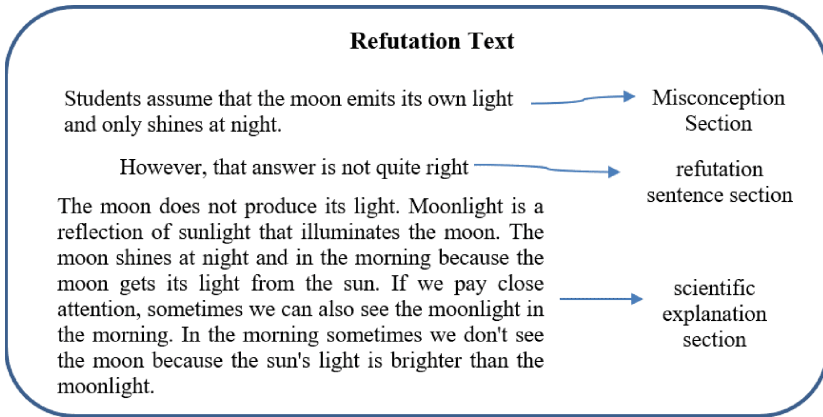 Refutation Text
Students assume that the moon emits its own light
and only shines at night.
Misconception
Section
However, that answer is not quite right
refutation
sentence section
The moon does not produce its light. Moonlight is a
reflection of sunlight that illuminates the moon. The
moon shines at night and in the morning because the
moon gets its light from the sun. If we pay close
attention, sometimes we can also see the moonlight in
the morning. In the morning sometimes we don't see
the moon because the sun's light is brighter than the
moonlight.
scientific
explanation
section